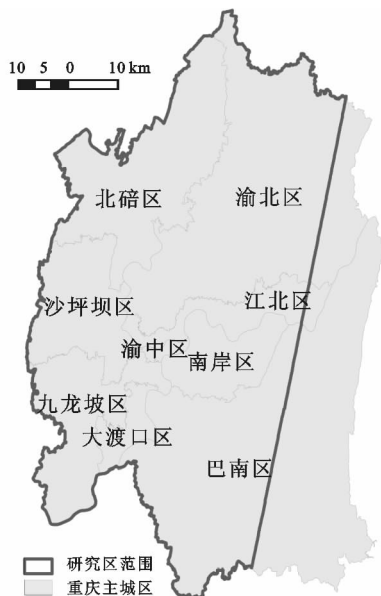 10 5 0 10 km
北碚区 渝北区
沙坪坝区 江北区
渝中区 南岸区
九龙坡区
大渡口区
巴南区
研究区范围
重庆主城区